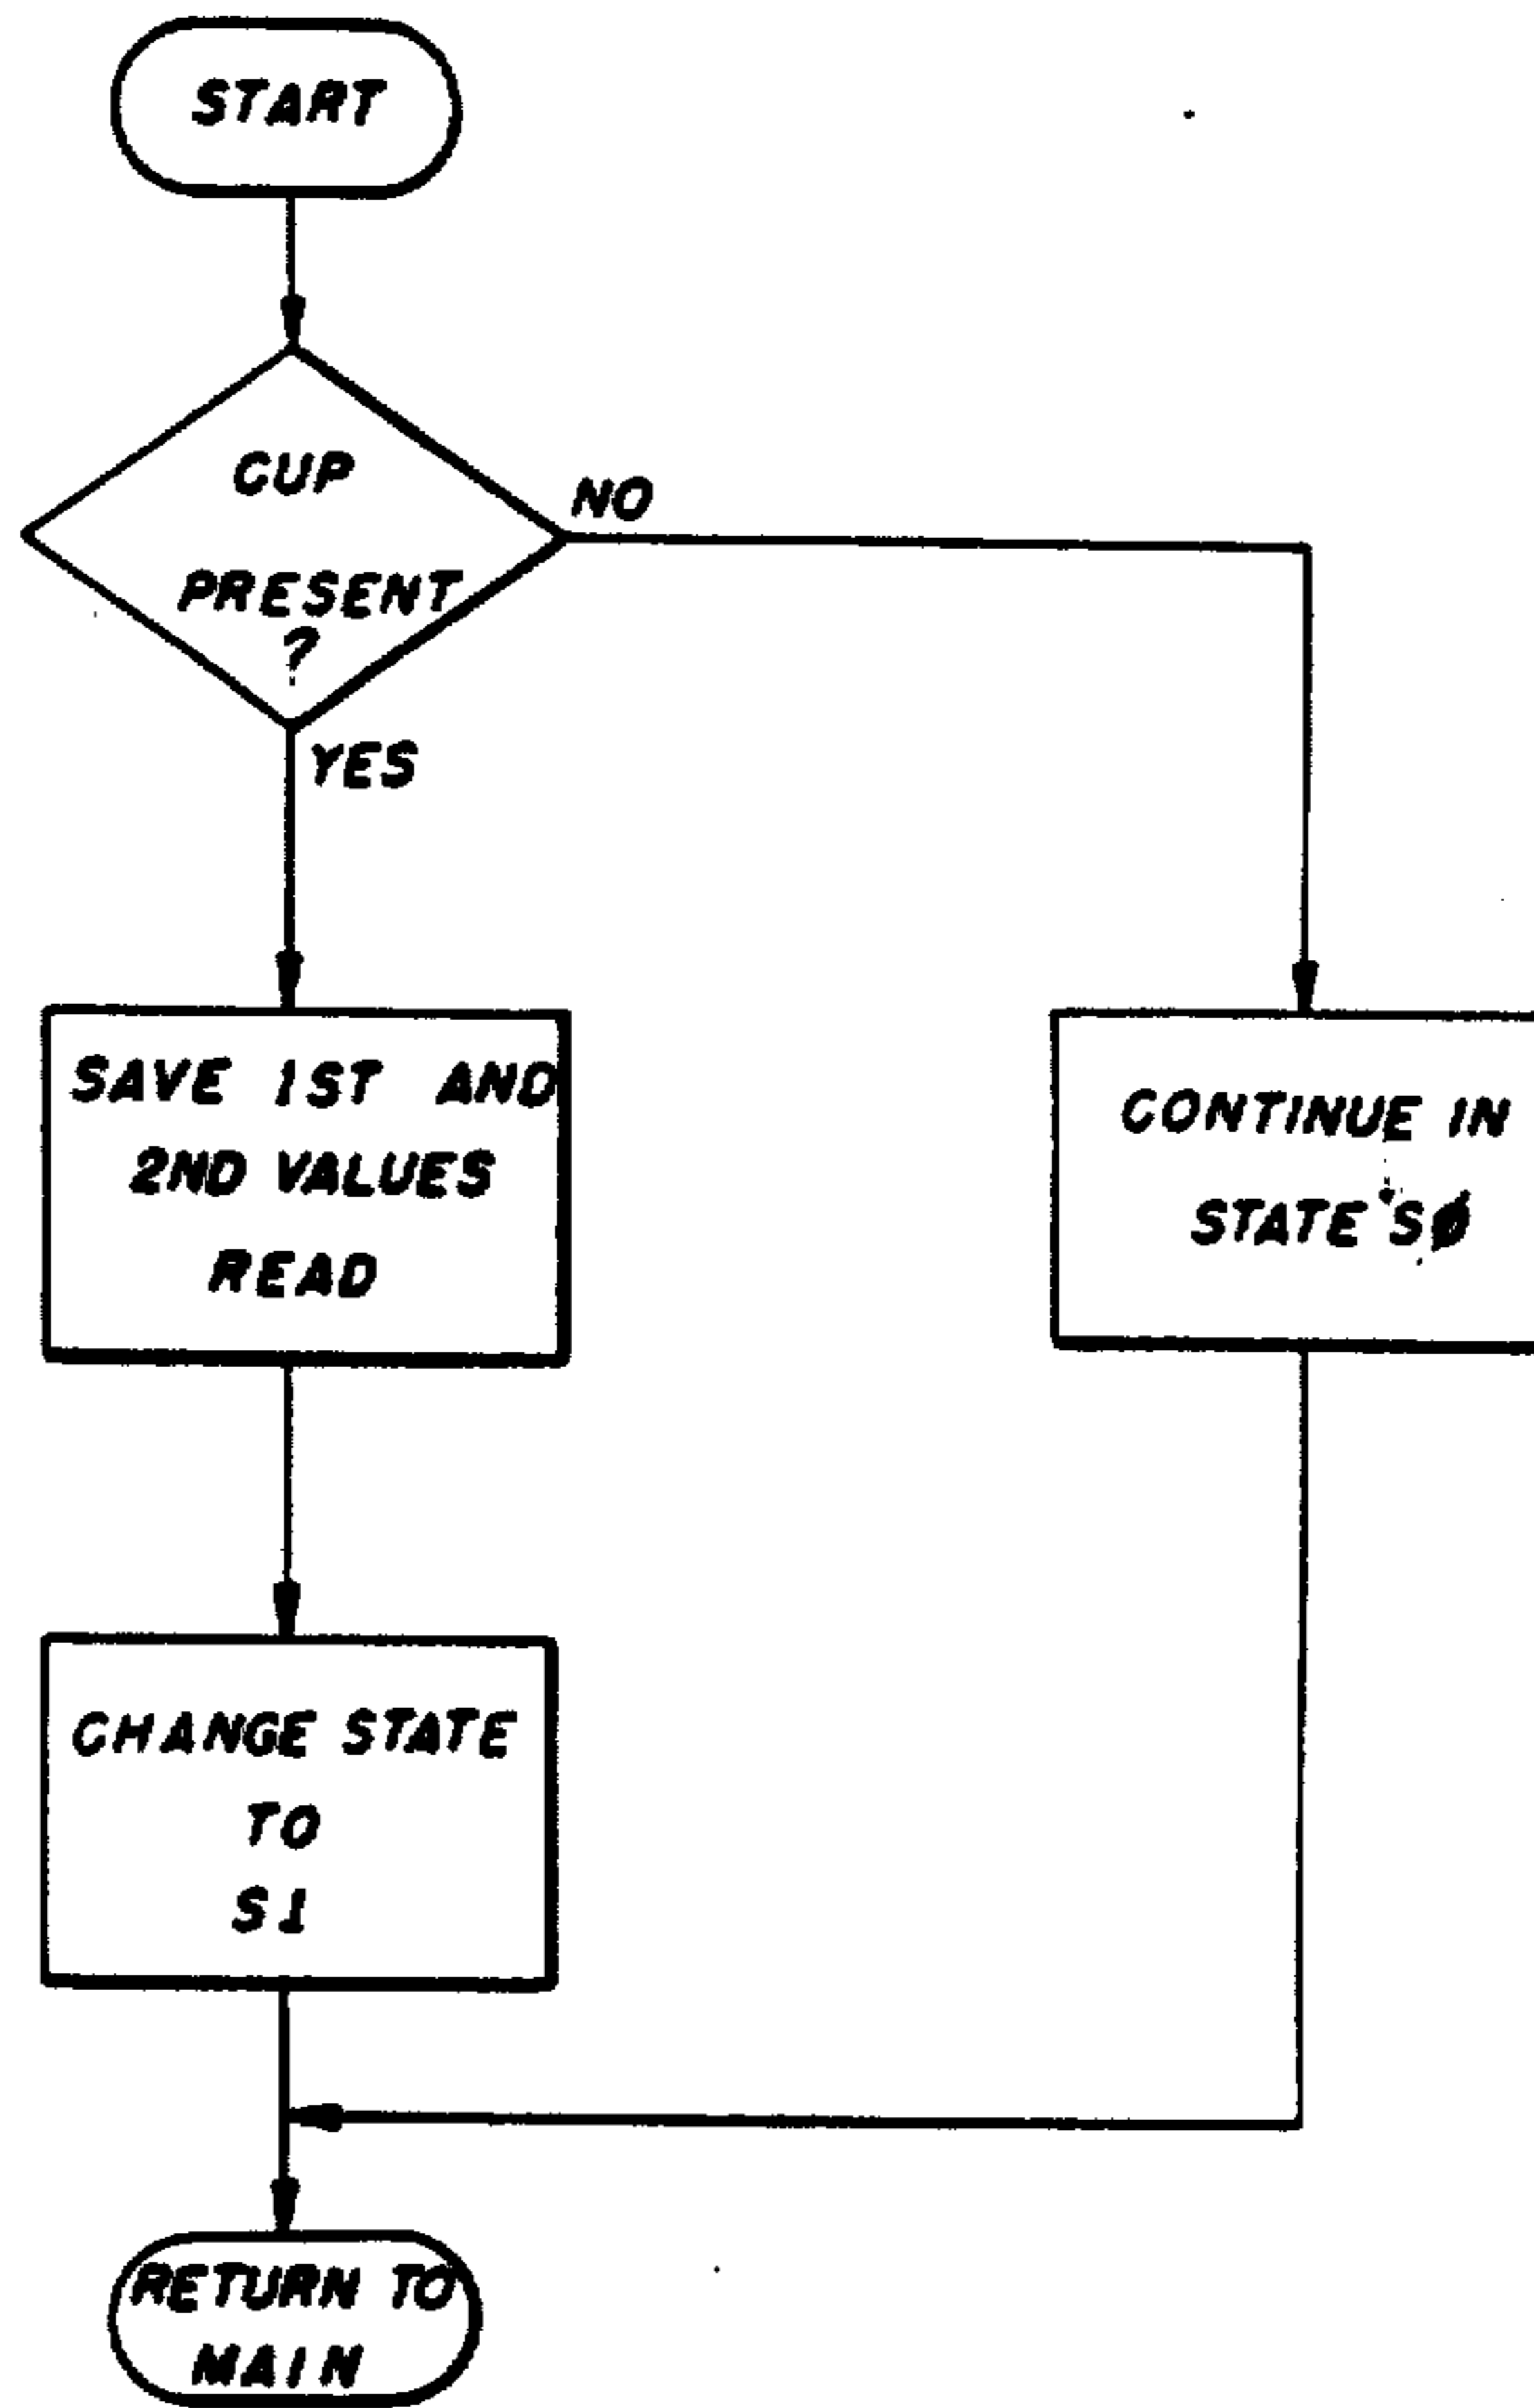 START
CUP
PRESENT
?
NO
YES
SAVE 1ST AND
2ND VALUES
READ
CONTINUE IN
STATE SØ
CHANGE STATE
TO
S1
RETURN TO
MAIN